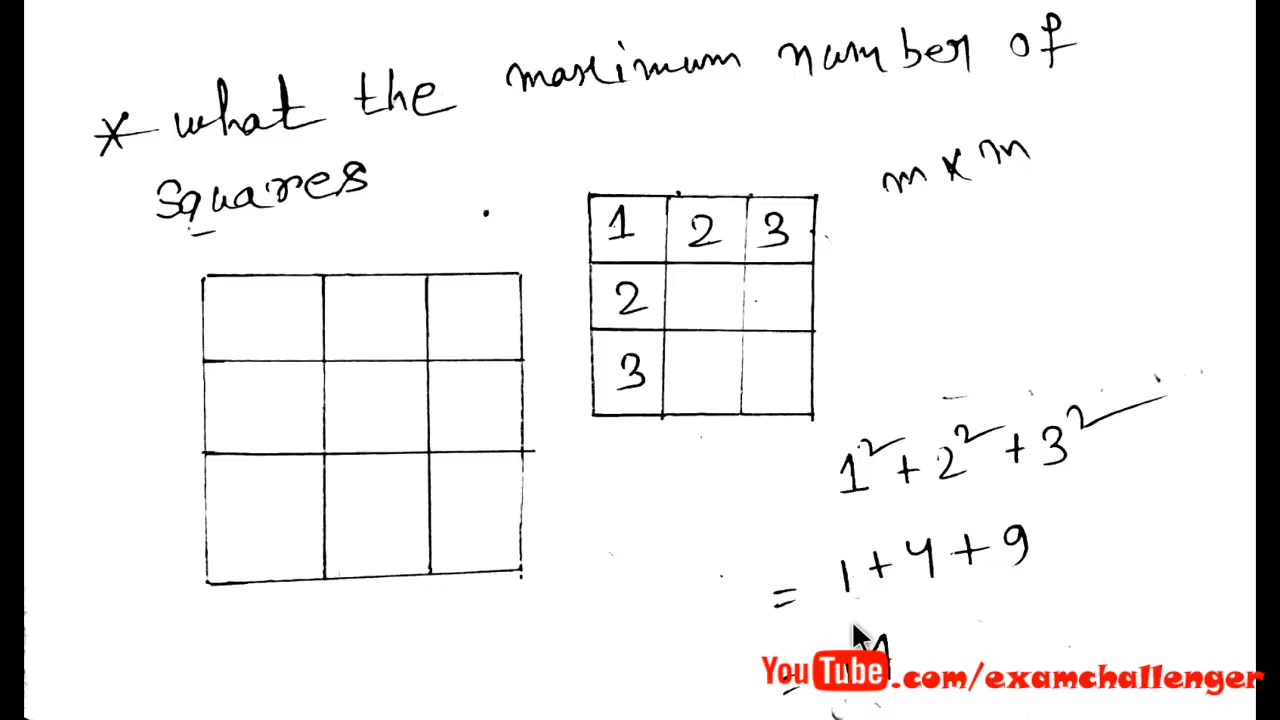 * what the maximum number of
squares
m x n
1 2 3
2
3
1² + 2² + 3²
= 1 + 4 + 9
=
YouTube.com/examchallenger